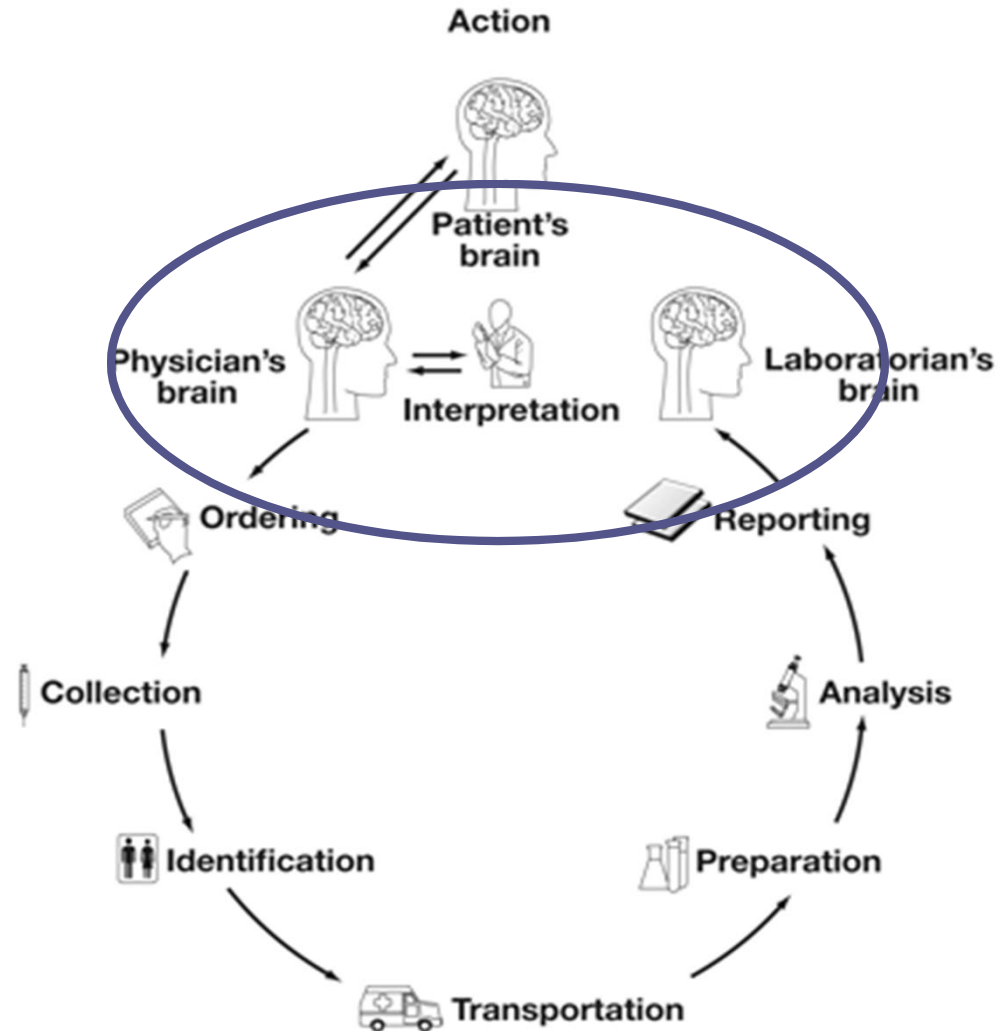 Action
Patient's
brain
Physician's
brain
Interpretation
Laboratorian's
brain
Ordering
Reporting
Collection
Analysis
Identification
Preparation
Transportation